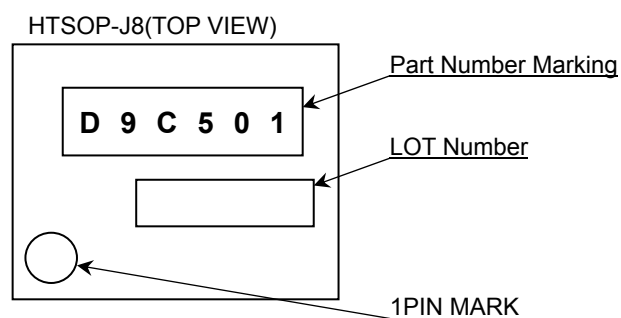 HTSOP-J8(TOP VIEW)
Part Number Marking
D 9 C 5 0 1
LOT Number
1PIN MARK